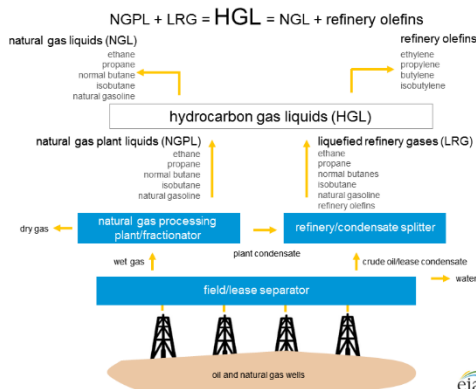 NGPL + LRG = HGL = NGL + refinery olefins
natural gas liquids (NGL)
ethane
propane
normal butane
isobutane
natural gasoline
refinery olefins
ethylene
propylene
butylene
isobutylene
hydrocarbon gas liquids (HGL)
natural gas plant liquids (NGPL)
ethane
propane
normal butane
isobutane
natural gasoline
liquefied refinery gases (LRG)
ethane
propane
normal butanes
isobutane
natural gasoline
refinery olefins
dry gas
natural gas processing
plant/fractionator
refinery/condensate splitter
plant condensate
wet gas
crude oil/lease condensate
water
field/lease separator
oil and natural gas wells
eia